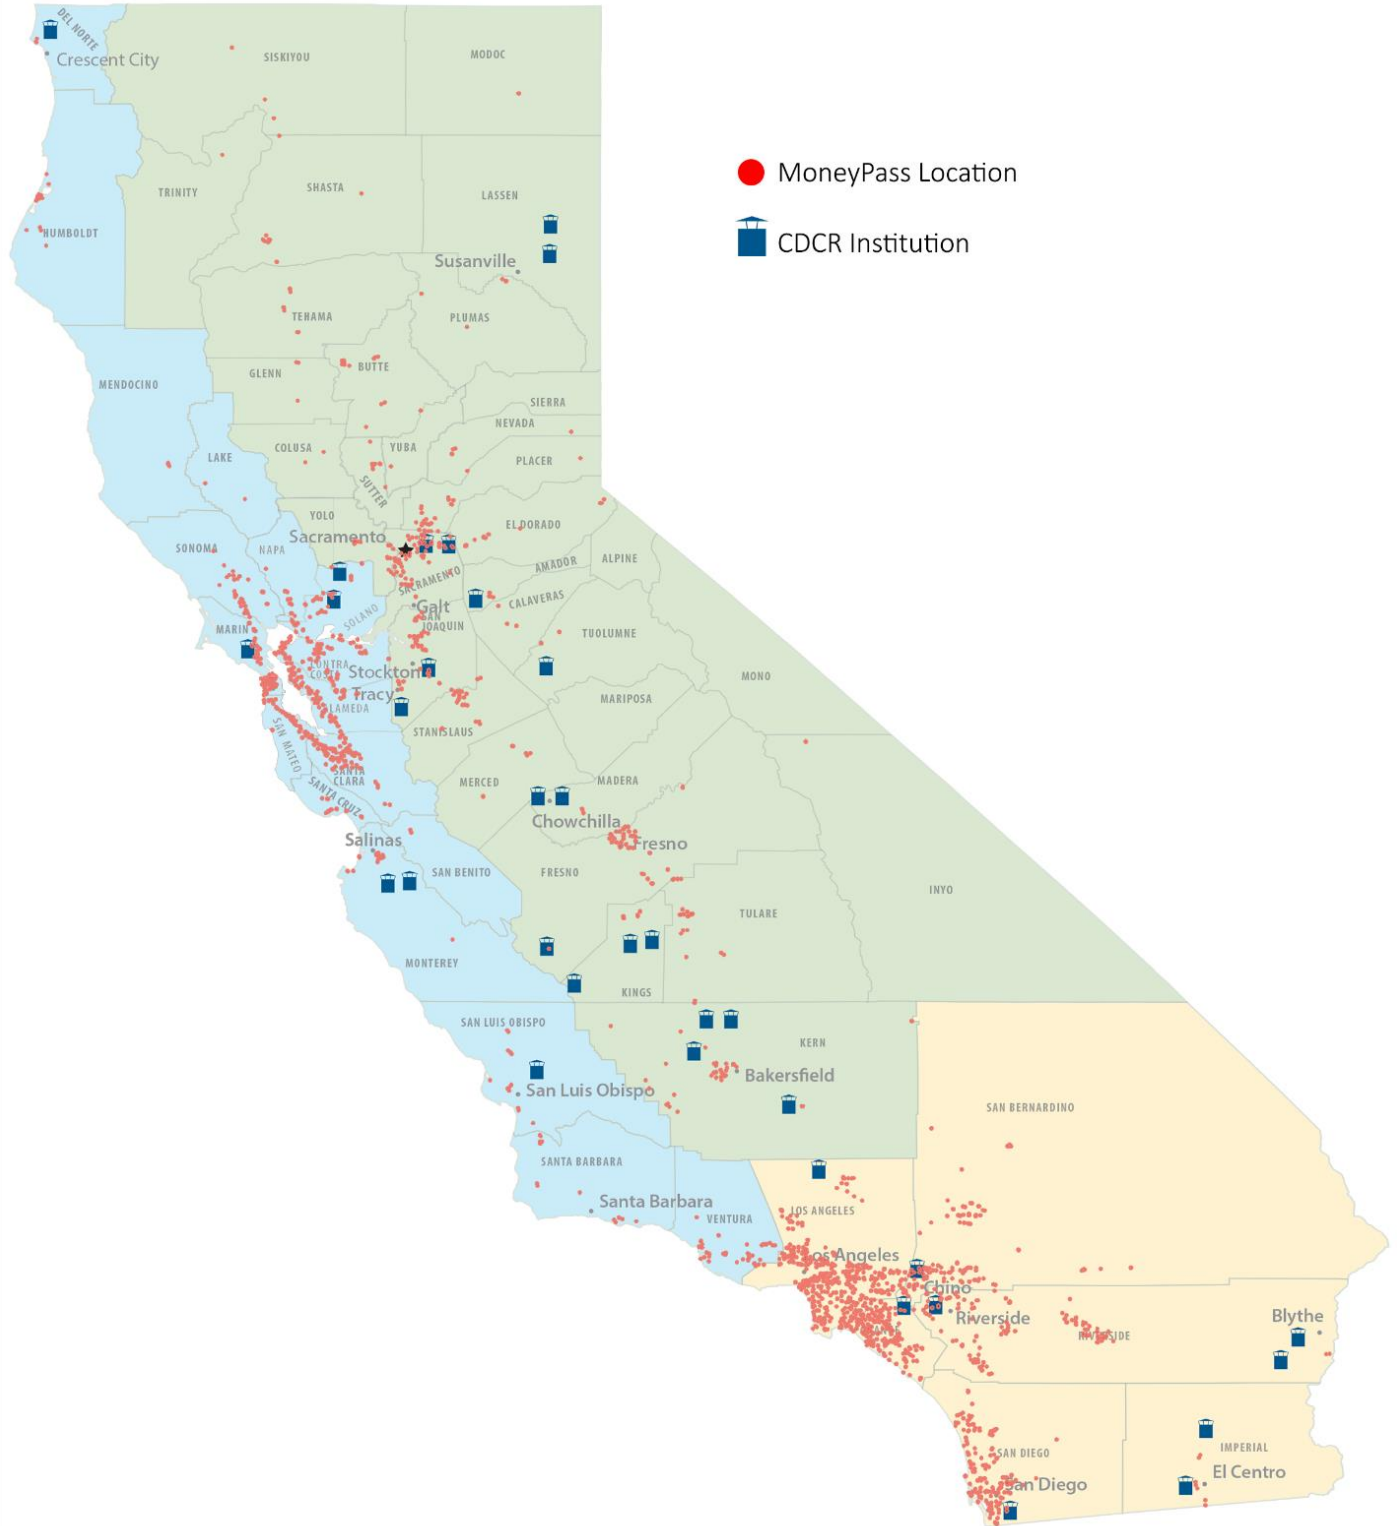 DEL NORTE
Crescent City
SISKIYOU
MODOC
MoneyPass Location
CDCR Institution
TRINITY
SHASTA
LASSEN
HUMBOLDT
Susanville
TEHAMA
PLUMAS
GLENN
BUTTE
MENDOCINO
SIERRA
NEVADA
COLUSA
YUBA
LAKE
PLACER
SUTTER
YOLO
EL DORADO
Sacramento
SONOMA
NAPA
AMADOR
ALPINE
SACRAMENTO
CALAVERAS
Galt
SOLANO
SAN
JOAQUIN
MARIN
TUOLUMNE
CONTRA
COSTA
Stockton
MONO
Tracy
MARIPOSA
LAMEDA
STANISLAUS
SAN MATEO
SANTA
CLARA
MERCED
MADERA
SANTA CRUZ
Chowchilla
Salinas
Fresno
SAN BENITO
FRESNO
INYO
TULARE
MONTEREY
KINGS
SAN LUIS OBISPO
KERN
Bakersfield
San Luis Obispo
SAN BERNARDINO
SANTA BARBARA
Santa Barbara
VENTURA
LOS ANGELES
Los Angeles
Chino
Riverside
Blythe
RIVERSIDE
SAN DIEGO
IMPERIAL
San Diego
El Centro